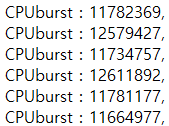 CPUburst : 11782369,
CPUburst : 12579427,
CPUburst : 11734757,
CPUburst : 12611892,
CPUburst : 11781177,
CPUburst : 11664977,